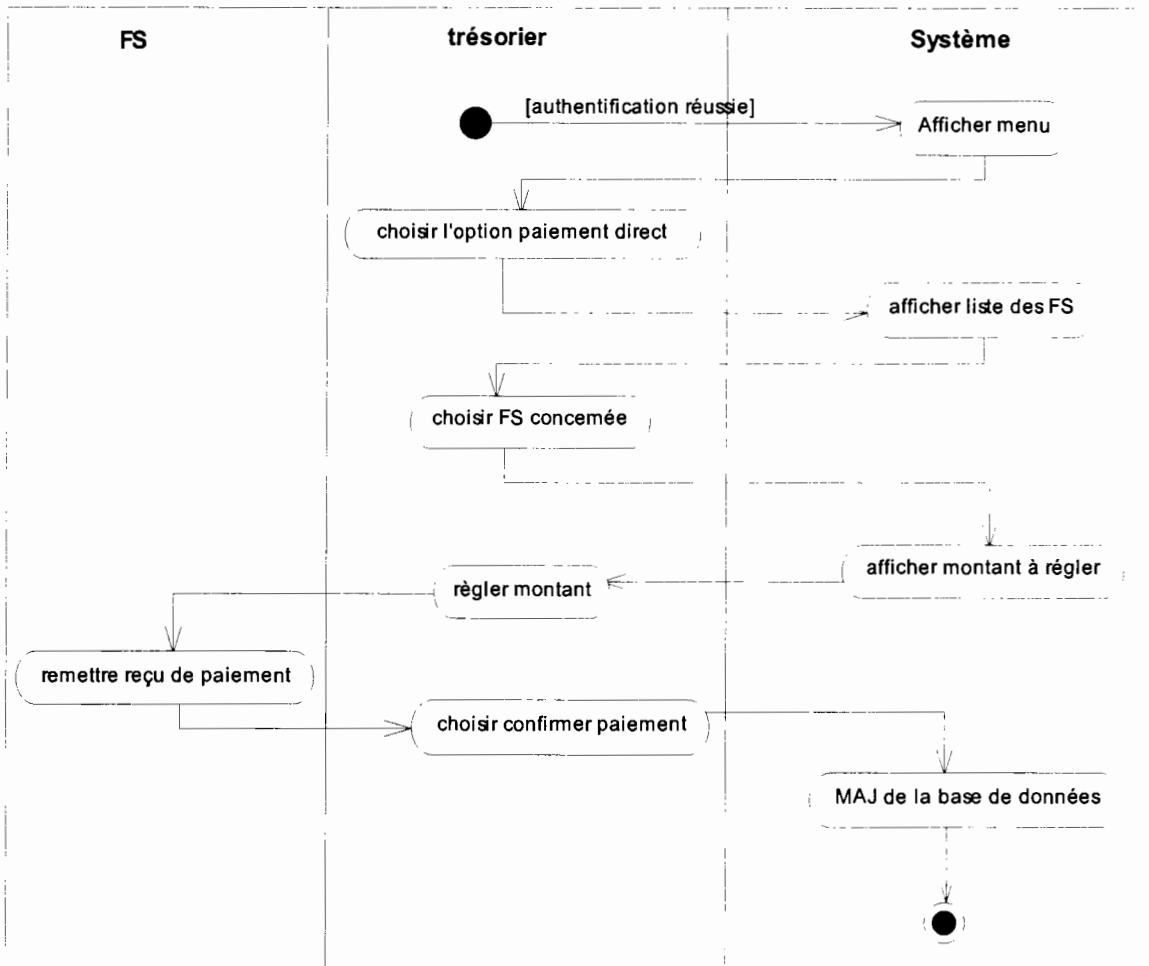 FS
trésorier
Système
[authentification réussie]
Afficher menu
choisir l'option paiement direct
afficher liste des FS
choisir FS concernée
afficher montant à régler
règler montant
remettre reçu de paiement
choisir confirmer paiement
MAJ de la base de données